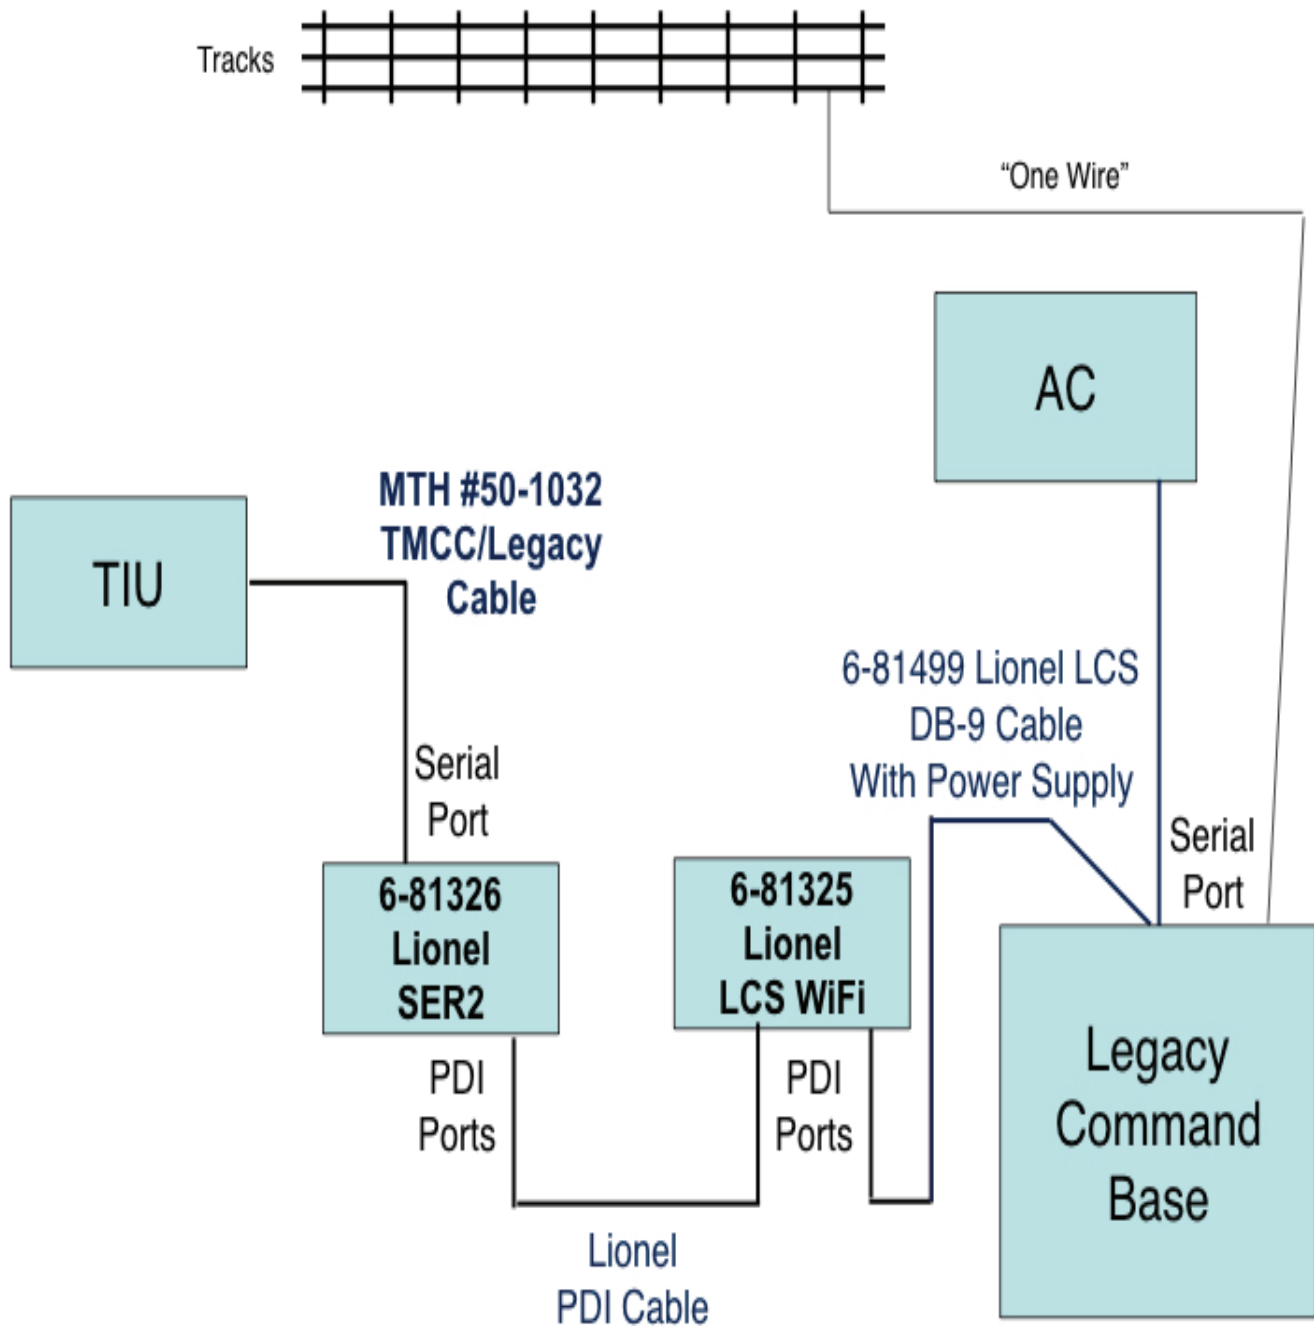 Tracks
“One Wire”
AC
MTH #50-1032
TMCC/Legacy
Cable
TIU
6-81499 Lionel LCS
DB-9 Cable
With Power Supply
Serial
Port
Serial
Port
6-81326
Lionel
SER2
6-81325
Lionel
LCS WiFi
PDI
Ports
PDI
Ports
Legacy
Command
Base
Lionel
PDI Cable